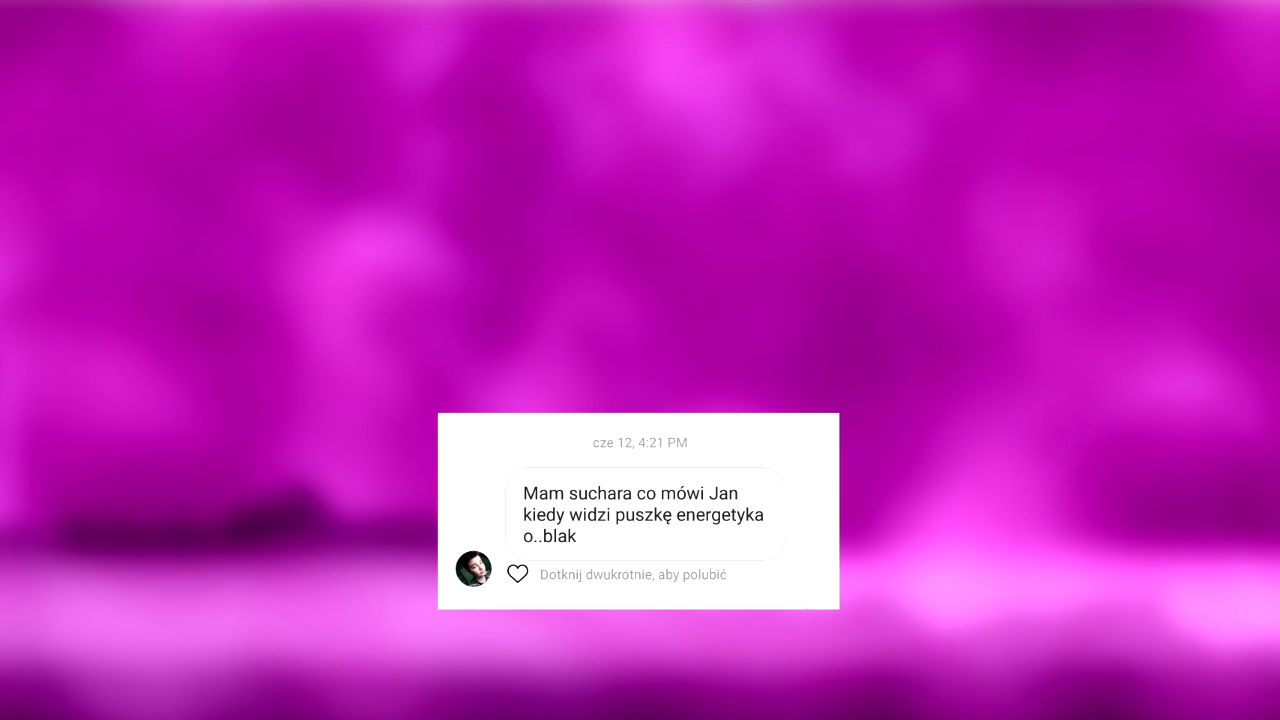 cze 12, 4:21 PM
Mam suchara co mówi Jan
kiedy widzi puszkę energetyka
o..blak
Dotknij dwukrotnie, aby polubić